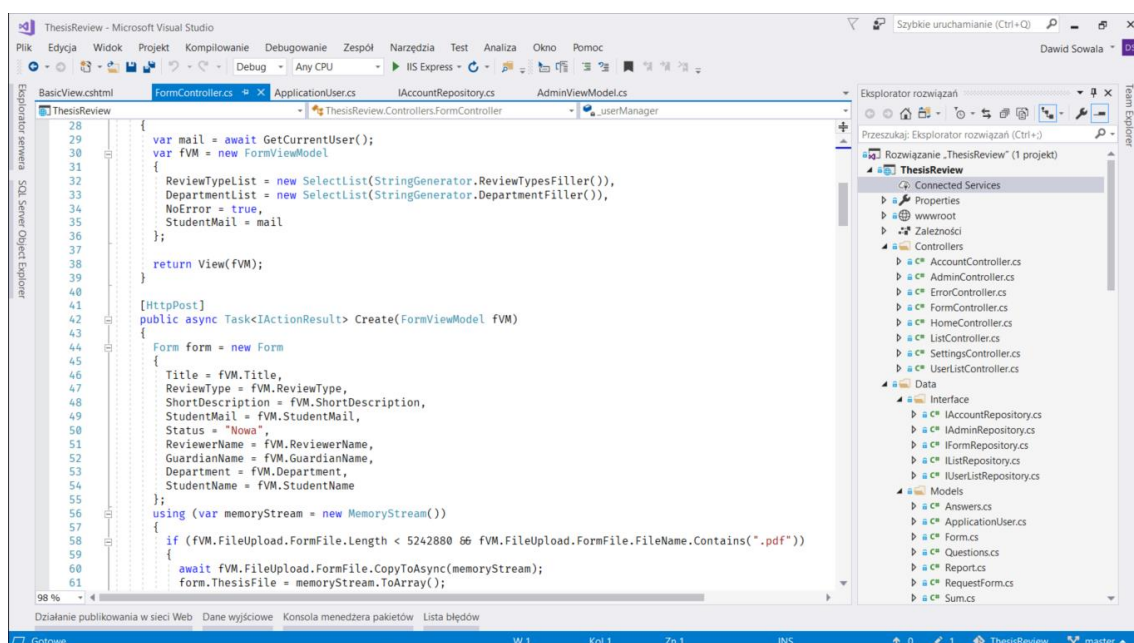 ThesisReview - Microsoft Visual Studio
Szybkie uruchamianie (Ctrl+Q)
Plik Edycja Widok Projekt Kompilowanie Debugowanie Zespół Narzędzia Test Analiza Okno Pomoc
Dawid Sowala DS
Debug Any CPU IIS Express
Eksplorator serwera
SQL Server Object Explorer
BasicView.cshtml FormController.cs ApplicationUser.cs IAccountRepository.cs AdminViewModel.cs
ThesisReview ThesisReview.Controllers.FormController _userManager
28 {
29 var mail = await GetCurrentUser();
30 var fVM = new FormViewModel
31 {
32 ReviewTypeList = new SelectList(StringGenerator.ReviewTypesFiller()),
33 DepartmentList = new SelectList(StringGenerator.DepartmentFiller()),
34 NoError = true,
35 StudentMail = mail
36 };
37
38 return View(fVM);
39 }
40
41 [HttpPost]
42 public async Task<IActionResult> Create(FormViewModel fVM)
43 {
44 Form form = new Form
45 {
46 Title = fVM.Title,
47 ReviewType = fVM.ReviewType,
48 ShortDescription = fVM.ShortDescription,
49 StudentMail = fVM.StudentMail,
50 Status = "Nowa",
51 ReviewerName = fVM.ReviewerName,
52 GuardianName = fVM.GuardianName,
53 Department = fVM.Department,
54 StudentName = fVM.StudentName
55 };
56 using (var memoryStream = new MemoryStream())
57 {
58 if (fVM.FileUpload.FormFile.Length < 5242880 && fVM.FileUpload.FormFile.FileName.Contains(".pdf"))
59 {
60 await fVM.FileUpload.FormFile.CopyToAsync(memoryStream);
61 form.ThesisFile = memoryStream.ToArray();
98 %
Działanie publikowania w sieci Web Dane wyjściowe Konsola menedżera pakietów Lista błędów
Eksplorator rozwiązań
Przeszukaj: Eksplorator rozwiązań (Ctrl+;)
Rozwiązanie „ThesisReview” (1 projekt)
ThesisReview
Connected Services
Properties
wwwroot
Zależności
Controllers
C# AccountController.cs
C# AdminController.cs
C# ErrorController.cs
C# FormController.cs
C# HomeController.cs
C# ListController.cs
C# SettingsController.cs
C# UserListController.cs
Data
Interface
C# IAccountRepository.cs
C# IAdminRepository.cs
C# IFormRepository.cs
C# IListRepository.cs
C# IUserListRepository.cs
Models
C# Answers.cs
C# ApplicationUser.cs
C# Form.cs
C# Questions.cs
C# Report.cs
C# RequestForm.cs
C# Sum.cs
Team Explorer
Gotowe W 1 Kol 1 Zn 1 INS 0 1 ThesisReview master